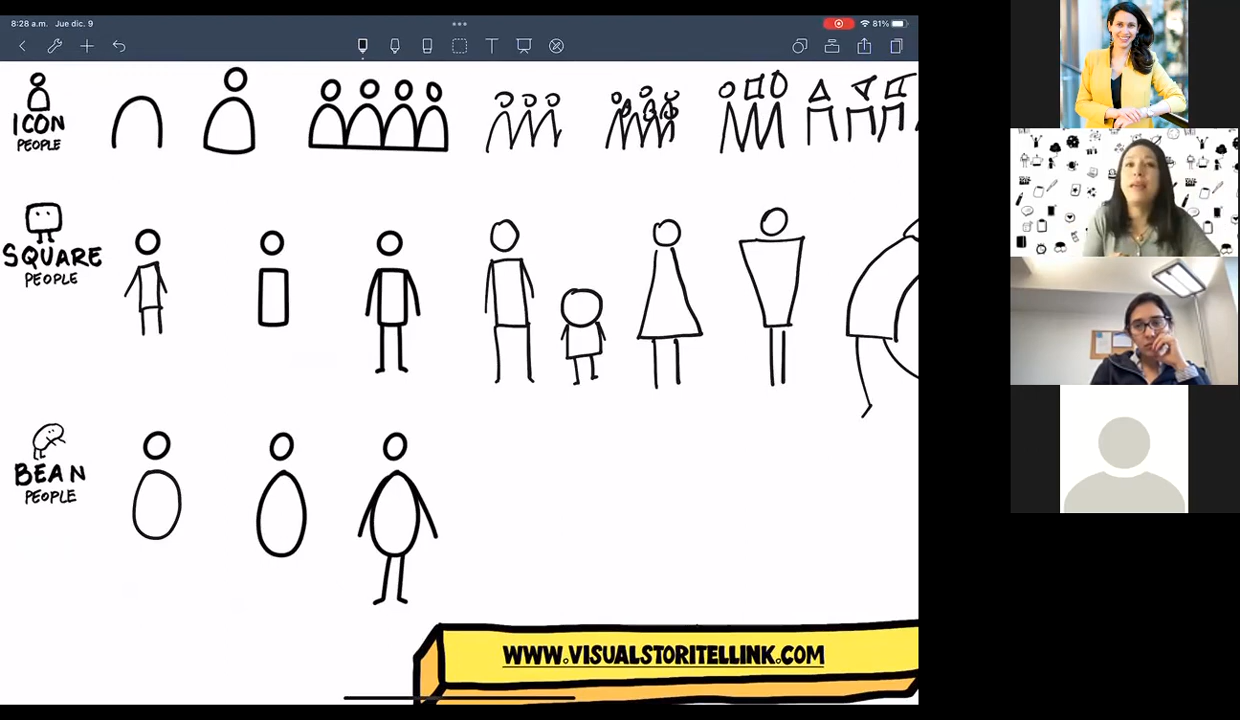 8:28 a.m. Jue dic. 9
81%
T
ICON
PEOPLE
SQUARE
PEOPLE
BEAN
PEOPLE
WWW.VISUALSTORITELLINK.COM